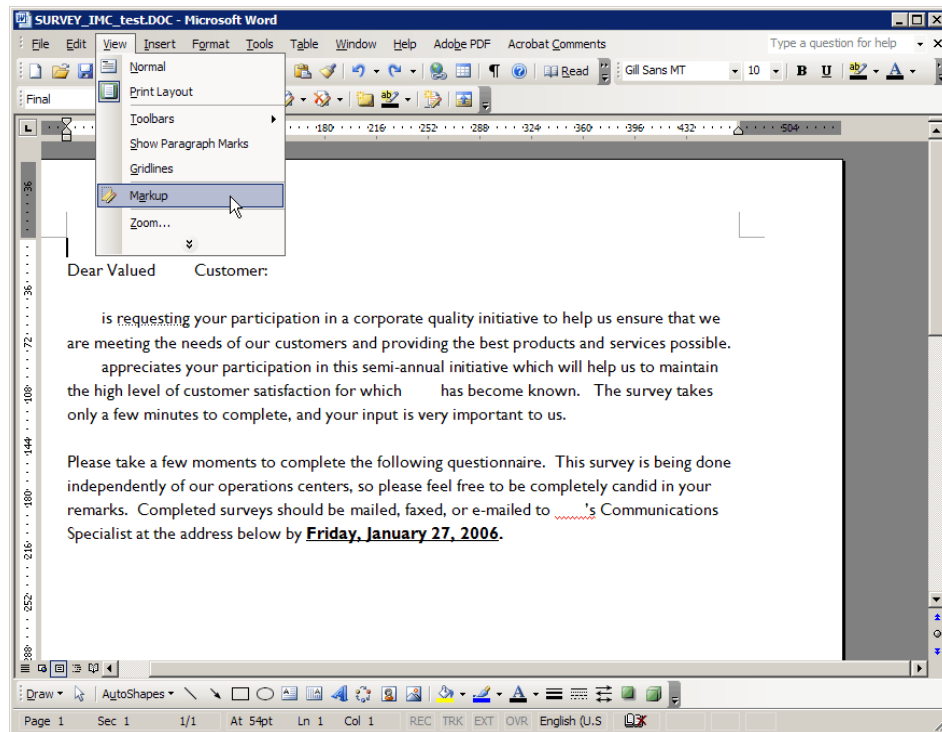 SURVEY_IMC_test.DOC - Microsoft Word
File Edit View Insert Format Tools Table Window Help Adobe PDF Acrobat Comments Type a question for help
Normal Read Gill Sans MT 10 B U
Final Print Layout
Toolbars
180 216 252 288 324 360 396 432 504
Show Paragraph Marks
Gridlines
Markup
Zoom...
Dear Valued Customer:
is requesting your participation in a corporate quality initiative to help us ensure that we
are meeting the needs of our customers and providing the best products and services possible.
appreciates your participation in this semi-annual initiative which will help us to maintain
the high level of customer satisfaction for which has become known. The survey takes
only a few minutes to complete, and your input is very important to us.
Please take a few moments to complete the following questionnaire. This survey is being done
independently of our operations centers, so please feel free to be completely candid in your
remarks. Completed surveys should be mailed, faxed, or e-mailed to 's Communications
Specialist at the address below by Friday, January 27, 2006.
36
36
72
108
144
180
216
252
288
Draw AutoShapes
Page 1 Sec 1 1/1 At 54pt Ln 1 Col 1 REC TRK EXT OVR English (U.S